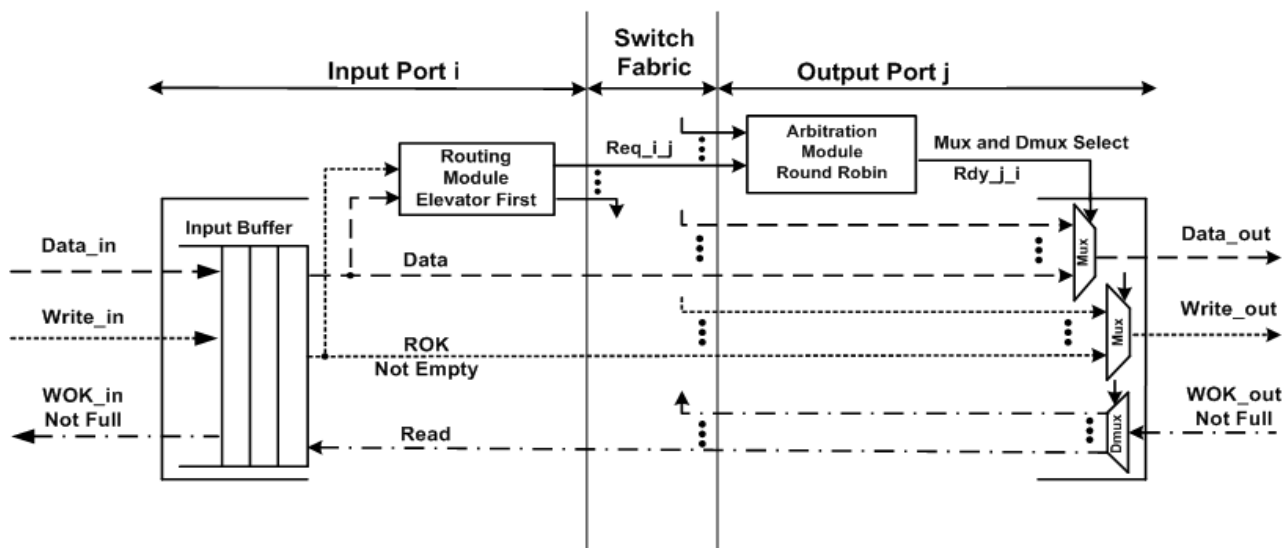 Switch
Fabric
Input Port i
Output Port j
Routing
Module
Elevator First
Req_i_j
Arbitration
Module
Round Robin
Mux and Dmux Select
Rdy_j_i
Input Buffer
Data_in
Data
Mux
Data_out
Write_in
ROK
Not Empty
Mux
Write_out
WOK_in
Not Full
Read
Dmux
WOK_out
Not Full